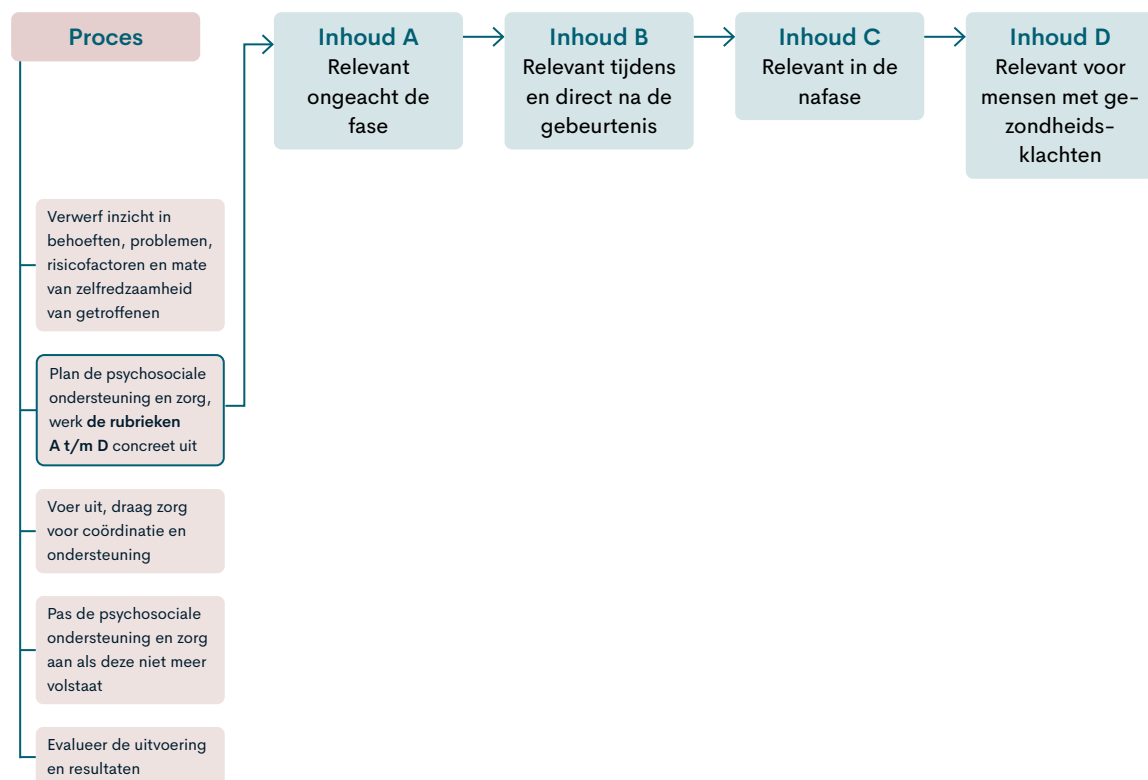 Proces
Verwerf inzicht in
behoeften, problemen,
risicofactoren en mate
van zelfredzaamheid
van getroffenen
Plan de psychosociale
ondersteuning en zorg,
werk de rubrieken
A t/m D concreet uit
Voer uit, draag zorg
voor coördinatie en
ondersteuning
Pas de psychosociale
ondersteuning en zorg
aan als deze niet meer
volstaat
Evalueer de uitvoering
en resultaten
Inhoud A
Relevant
ongeacht de
fase
Inhoud B
Relevant tijdens
en direct na de
gebeurtenis
Inhoud C
Relevant in de
nafase
Inhoud D
Relevant voor
mensen met ge-
zondheids-
klachten